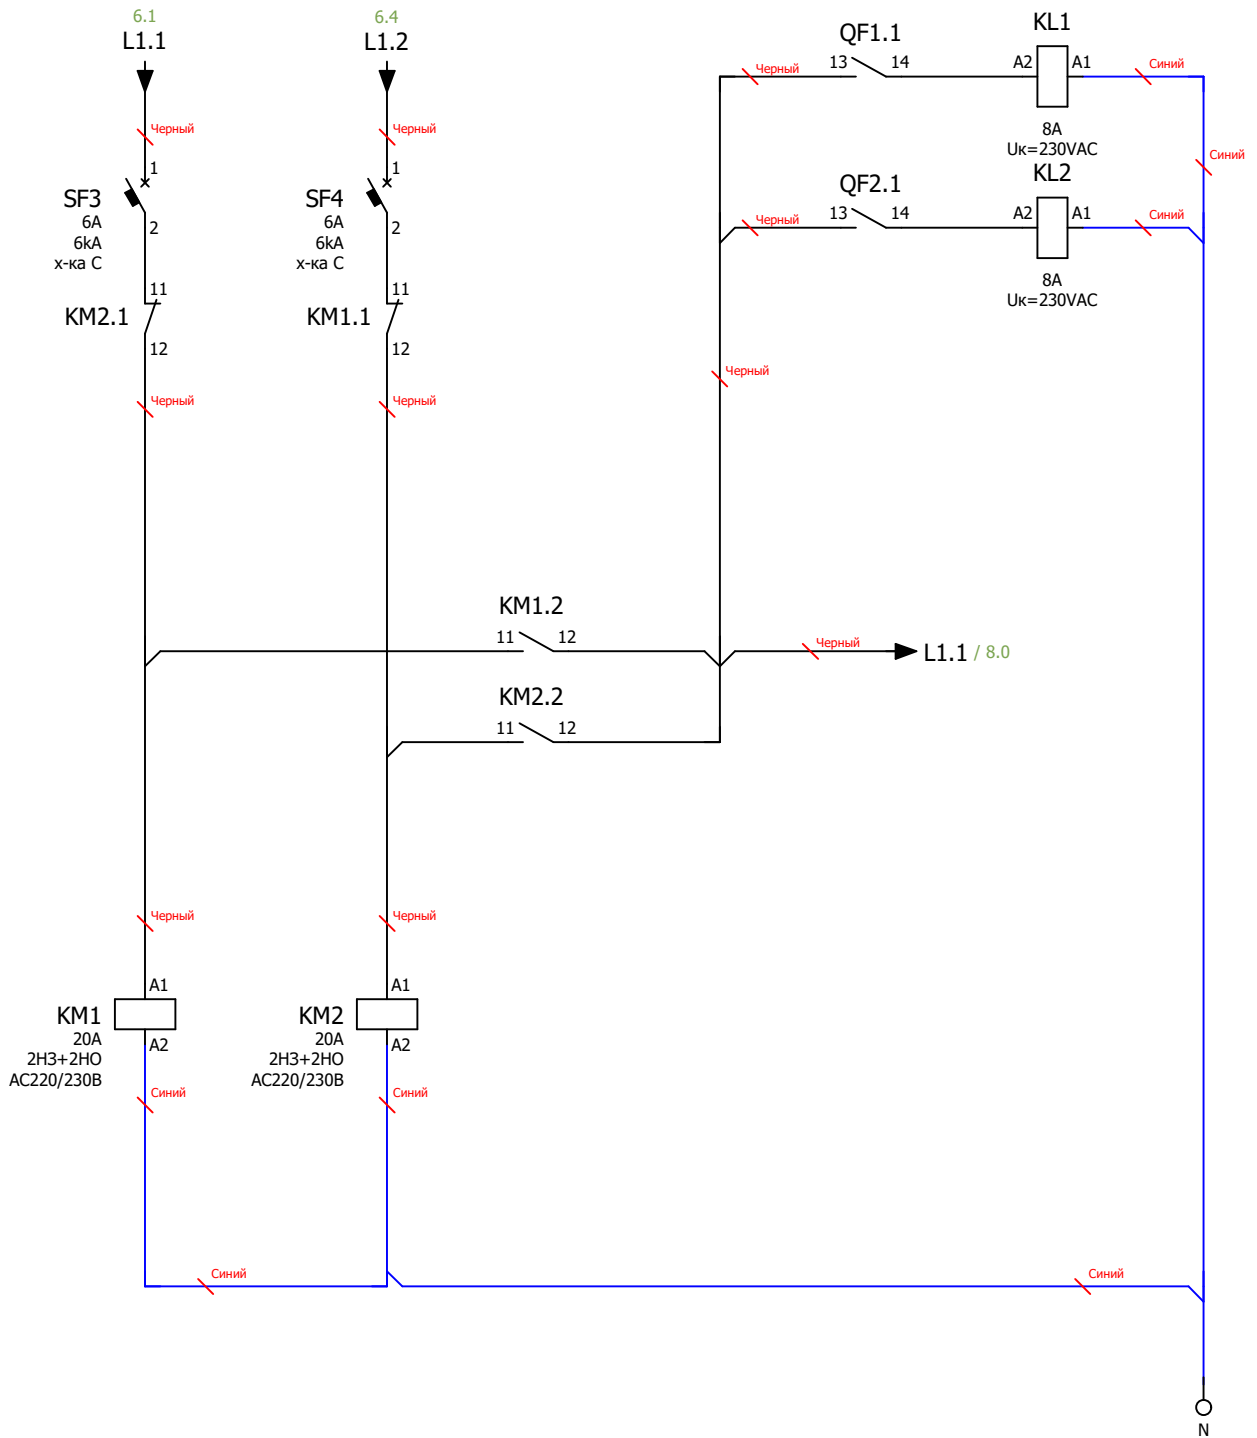 6.1
L1.1
6.4
L1.2
QF1.1
KL1
Черный
13
14
A2
A1
Синий
8A
Uк=230VAC
Черный
Черный
Синий
1
SF3
6A
6kA
х-ка C
2
1
SF4
6A
6kA
х-ка C
2
QF2.1
KL2
Черный
13
14
A2
A1
Синий
8A
Uк=230VAC
11
KM2.1
12
11
KM1.1
12
Черный
Черный
Черный
KM1.2
11
12
Черный
L1.1 / 8.0
KM2.2
11
12
Черный
Черный
A1
KM1
20A
2НЗ+2НО
AC220/230В
A2
A1
KM2
20A
2НЗ+2НО
AC220/230В
A2
Синий
Синий
Синий
Синий
N